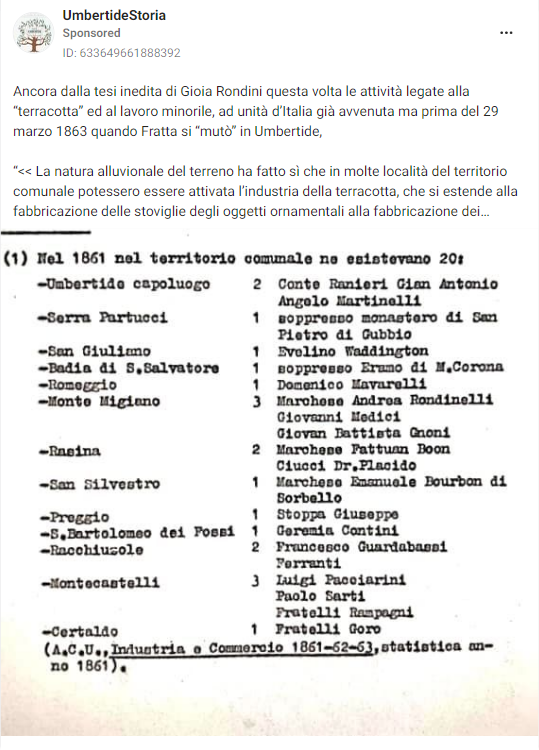 UmbertideStoria
Sponsored
ID: 633649661888392
Ancora dalla tesi inedita di Gioia Rondini questa volta le attività legate alla
“terracotta” ed al lavoro minorile, ad unità d’Italia già avvenuta ma prima del 29
marzo 1863 quando Fratta si “mutò” in Umbertide,
“<< La natura alluvionale del terreno ha fatto sì che in molte località del territorio
comunale potessero essere attivata l’industria della terracotta, che si estende alla
fabbricazione delle stoviglie degli oggetti ornamentali alla fabbricazione dei...
(1) Nel 1861 nel territorio comunale ne esistevano 20:
-Umbertide capoluogo 2 Conte Ranieri Gian Antonio
Angelo Martinelli
-Serra Partucci 1 soppresso monastero di San
Pietro di Gubbio
-San Giuliano 1 Evelino Waddington
-Badia di S.Salvatore 1 soppresso Eremo di M.Corona
-Romeggio 1 Domenico Mavarelli
-Monte Migiano 3 Marchese Andrea Rondinelli
Giovanni Medici
Giovan Battista Gnoni
-Rasina 2 Marchese Pattuan Boon
Ciucci Dr.Placido
-San Silvestro 1 Marchese Emanuele Bourbon di
Sorbello
-Preggio 1 Stoppa Giuseppe
-S.Bartolomeo dei Fossi 1 Geremia Contini
-Racchiusole 2 Francesco Guardabassi
Ferranti
-Montecastelli 3 Luigi Pacciarini
Paolo Sarti
Fratelli Rampagni
-Certaldo 1 Fratelli Goro
(A.C.U., Industria e Commercio 1861-62-63, statistica an-
no 1861).